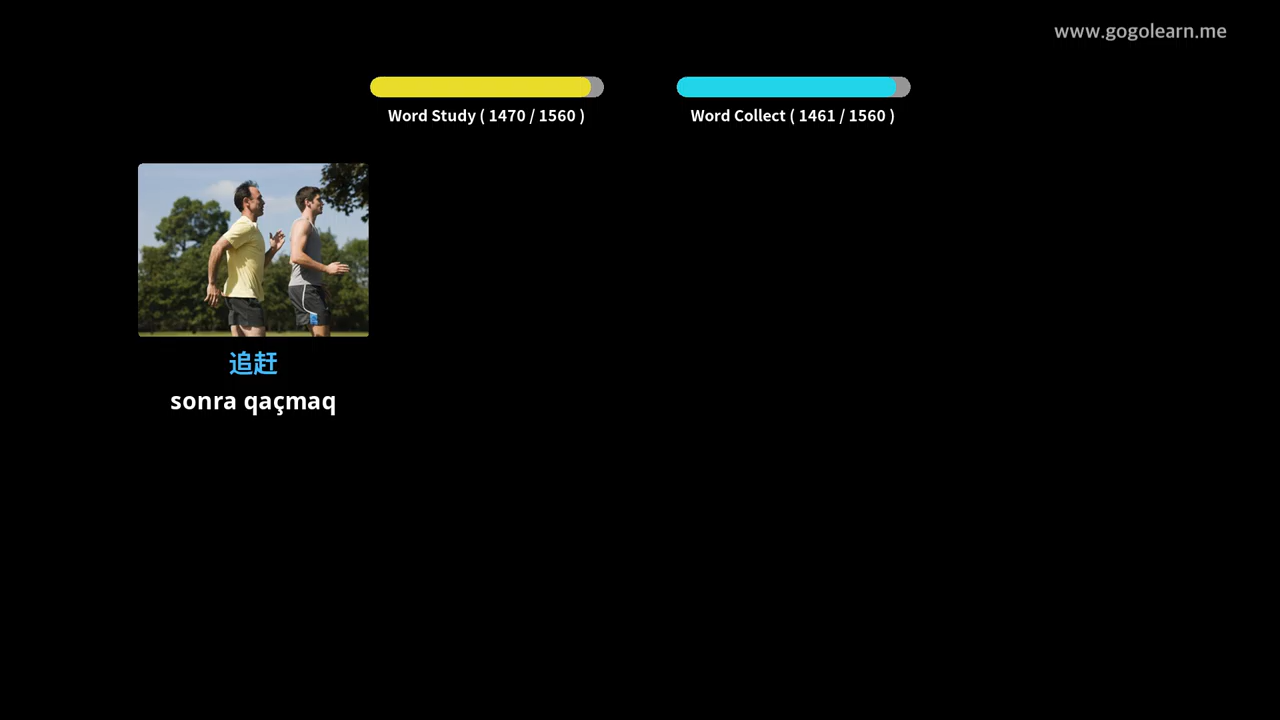 www.gogolearn.me
Word Study ( 1470 / 1560 )
Word Collect ( 1461 / 1560 )
追赶
sonra qaçmaq